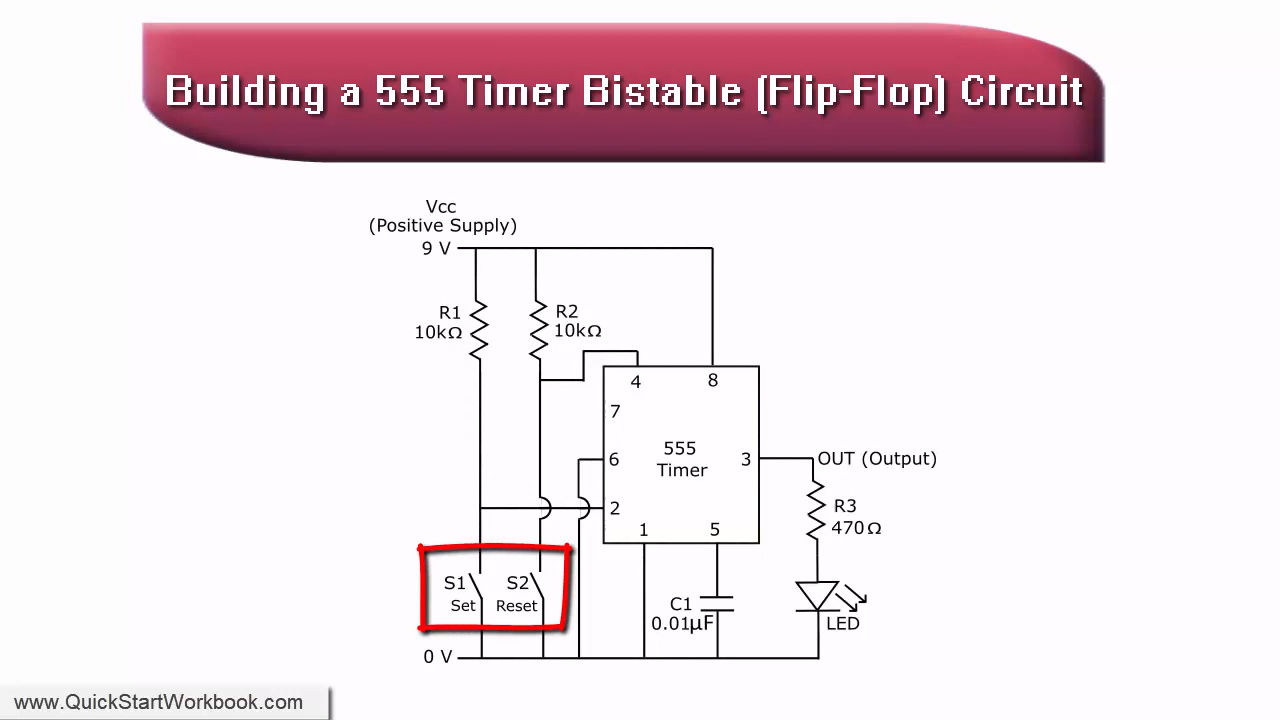 Building a 555 Timer Bistable (Flip-Flop) Circuit
Vcc
(Positive Supply)
9 V
R1
10kΩ
R2
10kΩ
4
8
7
555
Timer
6
3
OUT (Output)
2
R3
470Ω
1
5
S1
Set
S2
Reset
C1
0.01µF
LED
0 V
www.QuickStartWorkbook.com